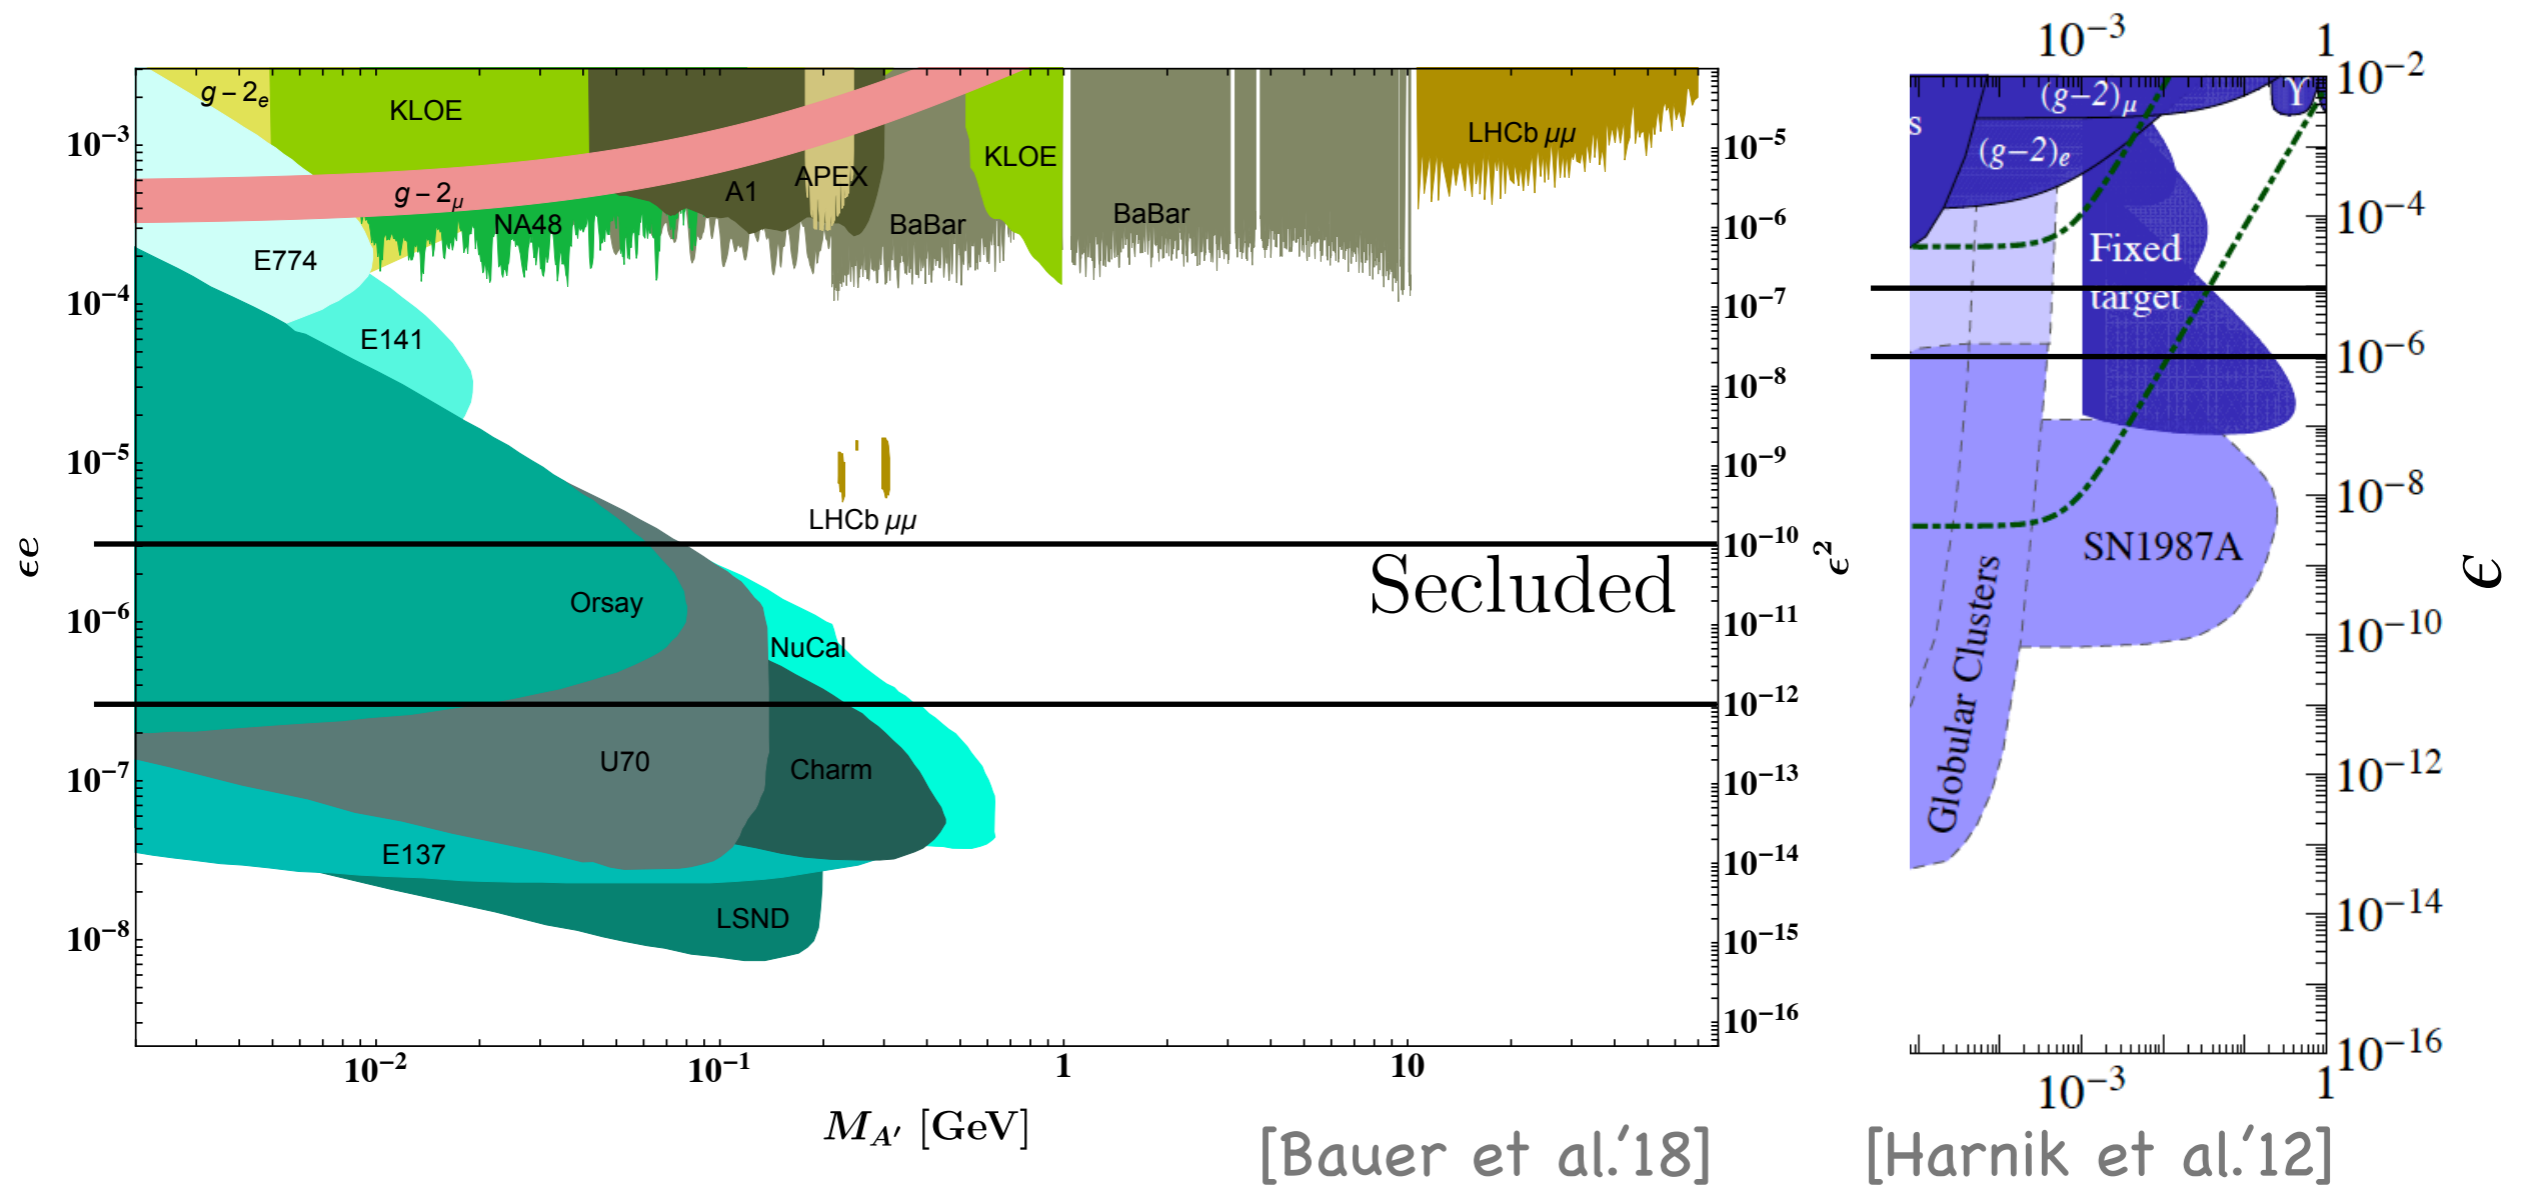 g − 2e
KLOE
g − 2μ
NA48
A1
APEX
BaBar
KLOE
BaBar
LHCb μμ
E774
E141
LHCb μμ
Secluded
Orsay
NuCal
U70
Charm
E137
LSND
10−3
10−4
10−5
10−6
10−7
10−8
ϵe
10−5
10−6
10−7
10−8
10−9
10−10
10−11
10−12
10−13
10−14
10−15
10−16
ϵ2
10−2
10−1
1
10
MA′ [GeV]
[Bauer et al.'18]
10−3
1
(g−2)μ
ϒ
s
(g−2)e
Fixed
target
SN1987A
Globular Clusters
10−2
10−4
10−6
10−8
10−10
10−12
10−14
10−16
ϵ
10−3
1
[Harnik et al.'12]